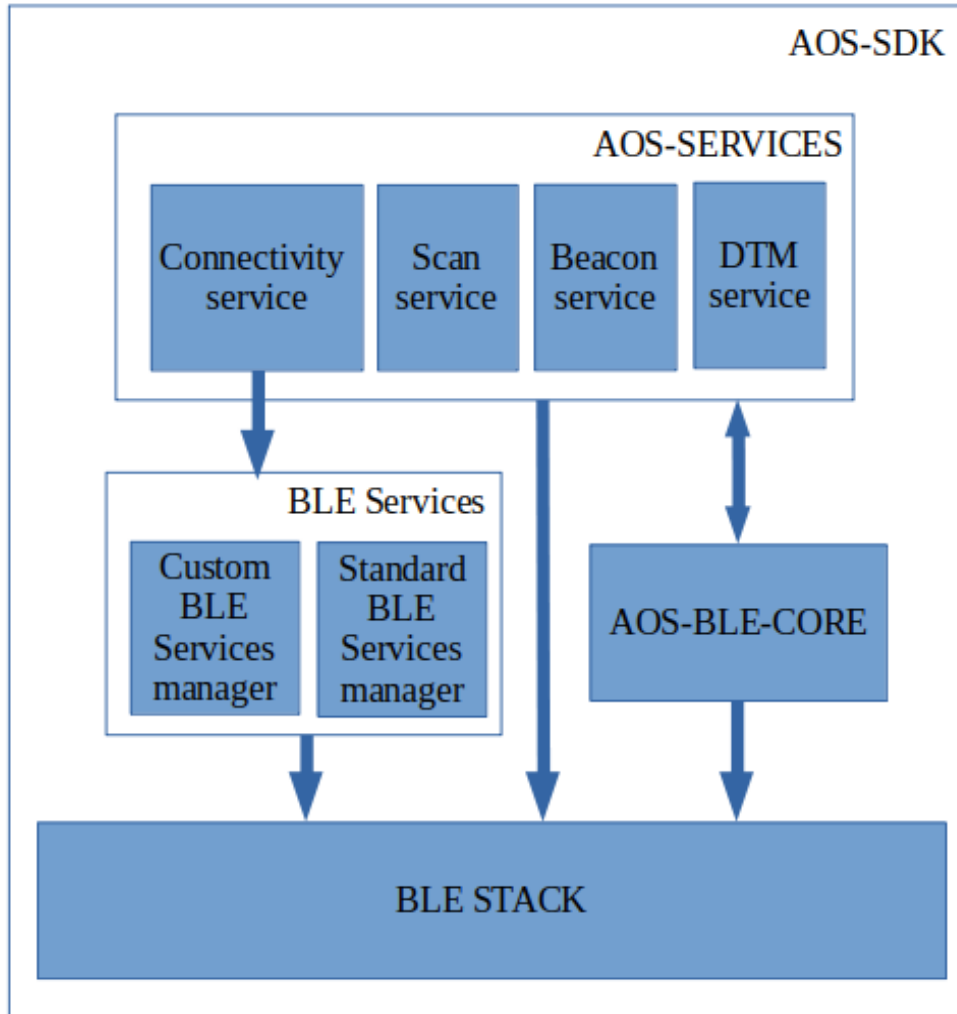 AOS-SDK
AOS-SERVICES
Connectivity
service
Scan
service
Beacon
service
DTM
service
BLE Services
Custom
BLE
Services
manager
Standard
BLE
Services
manager
AOS-BLE-CORE
BLE STACK